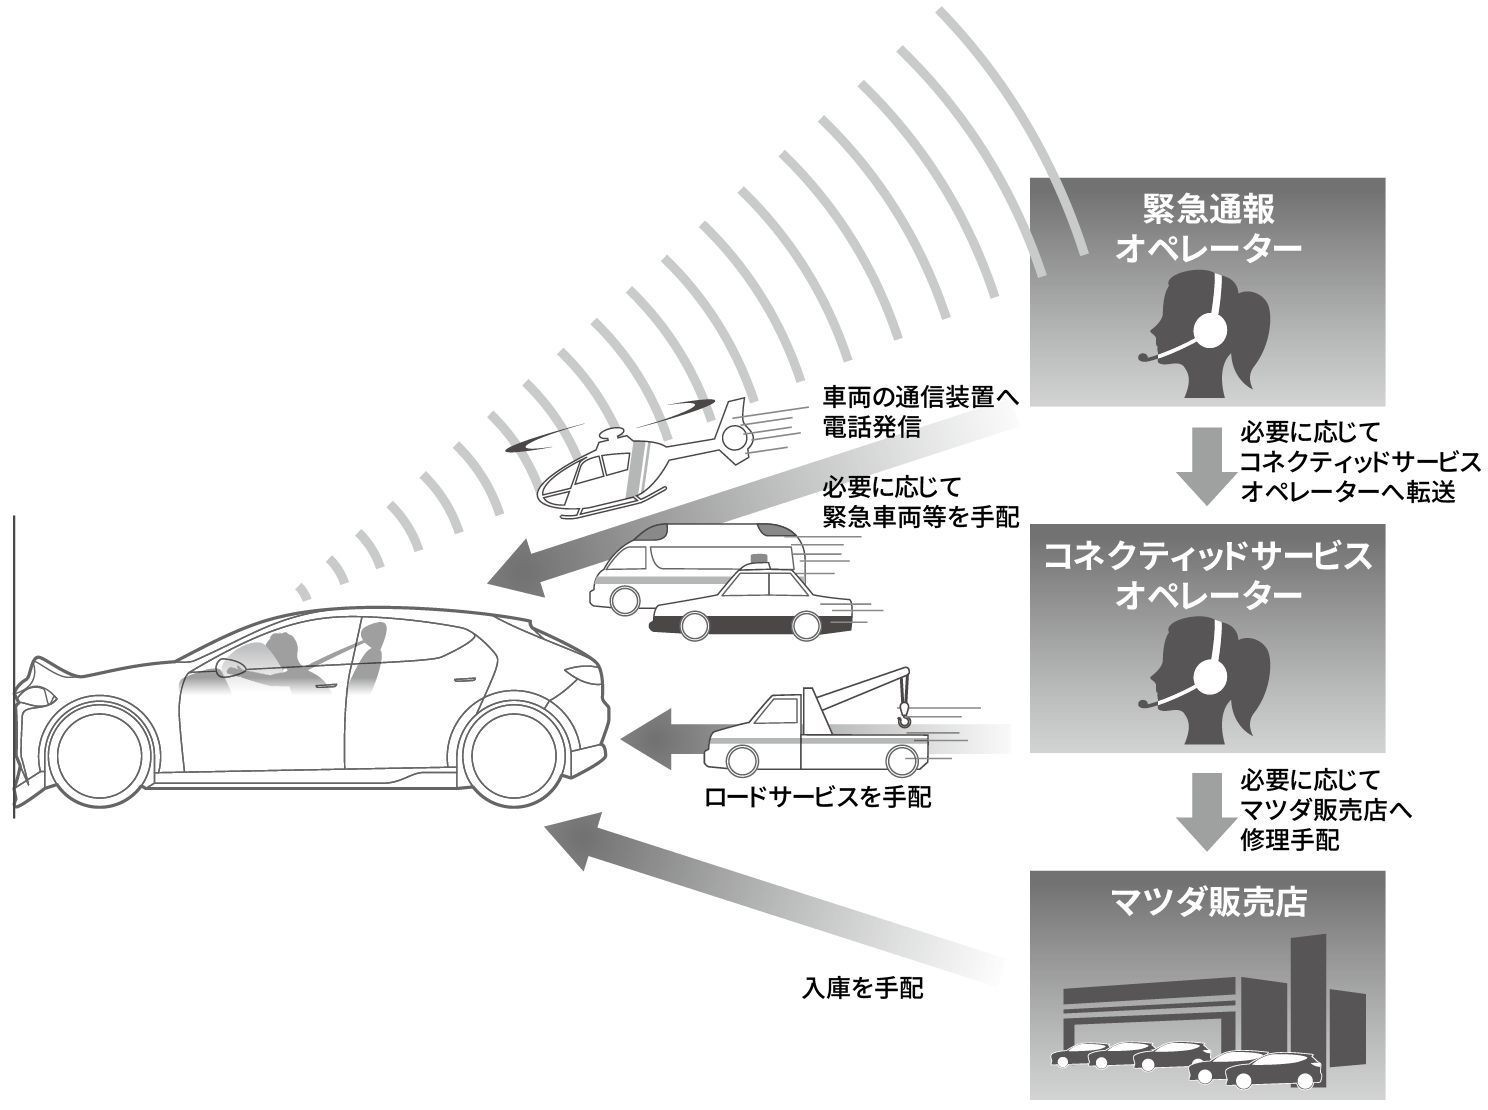 緊急通報
オペレーター
車両の通信装置へ
電話発信
必要に応じて
コネクティッドサービス
オペレーターへ転送
必要に応じて
緊急車両等を手配
コネクティッドサービス
オペレーター
ロードサービスを手配
必要に応じて
マツダ販売店へ
修理手配
マツダ販売店
入庫を手配